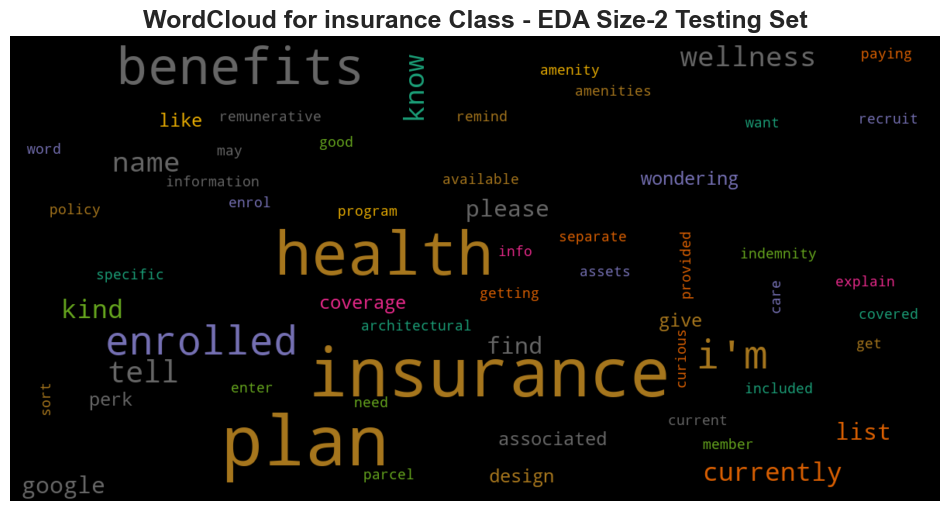 WordCloud for insurance Class - EDA Size-2 Testing Set
benefits
know
amenity
wellness
paying
amenities
like
remunerative
remind
want
recruit
word
may
good
name
information
available
wondering
policy
enrol
program
please
health
info
separate
provided
indemnity
specific
assets
care
explain
kind
coverage
getting
covered
enrolled
architectural
find
give
curious
i'm
get
tell
insurance
sort
perk
enter
need
included
plan
associated
current
member
list
google
parcel
design
currently